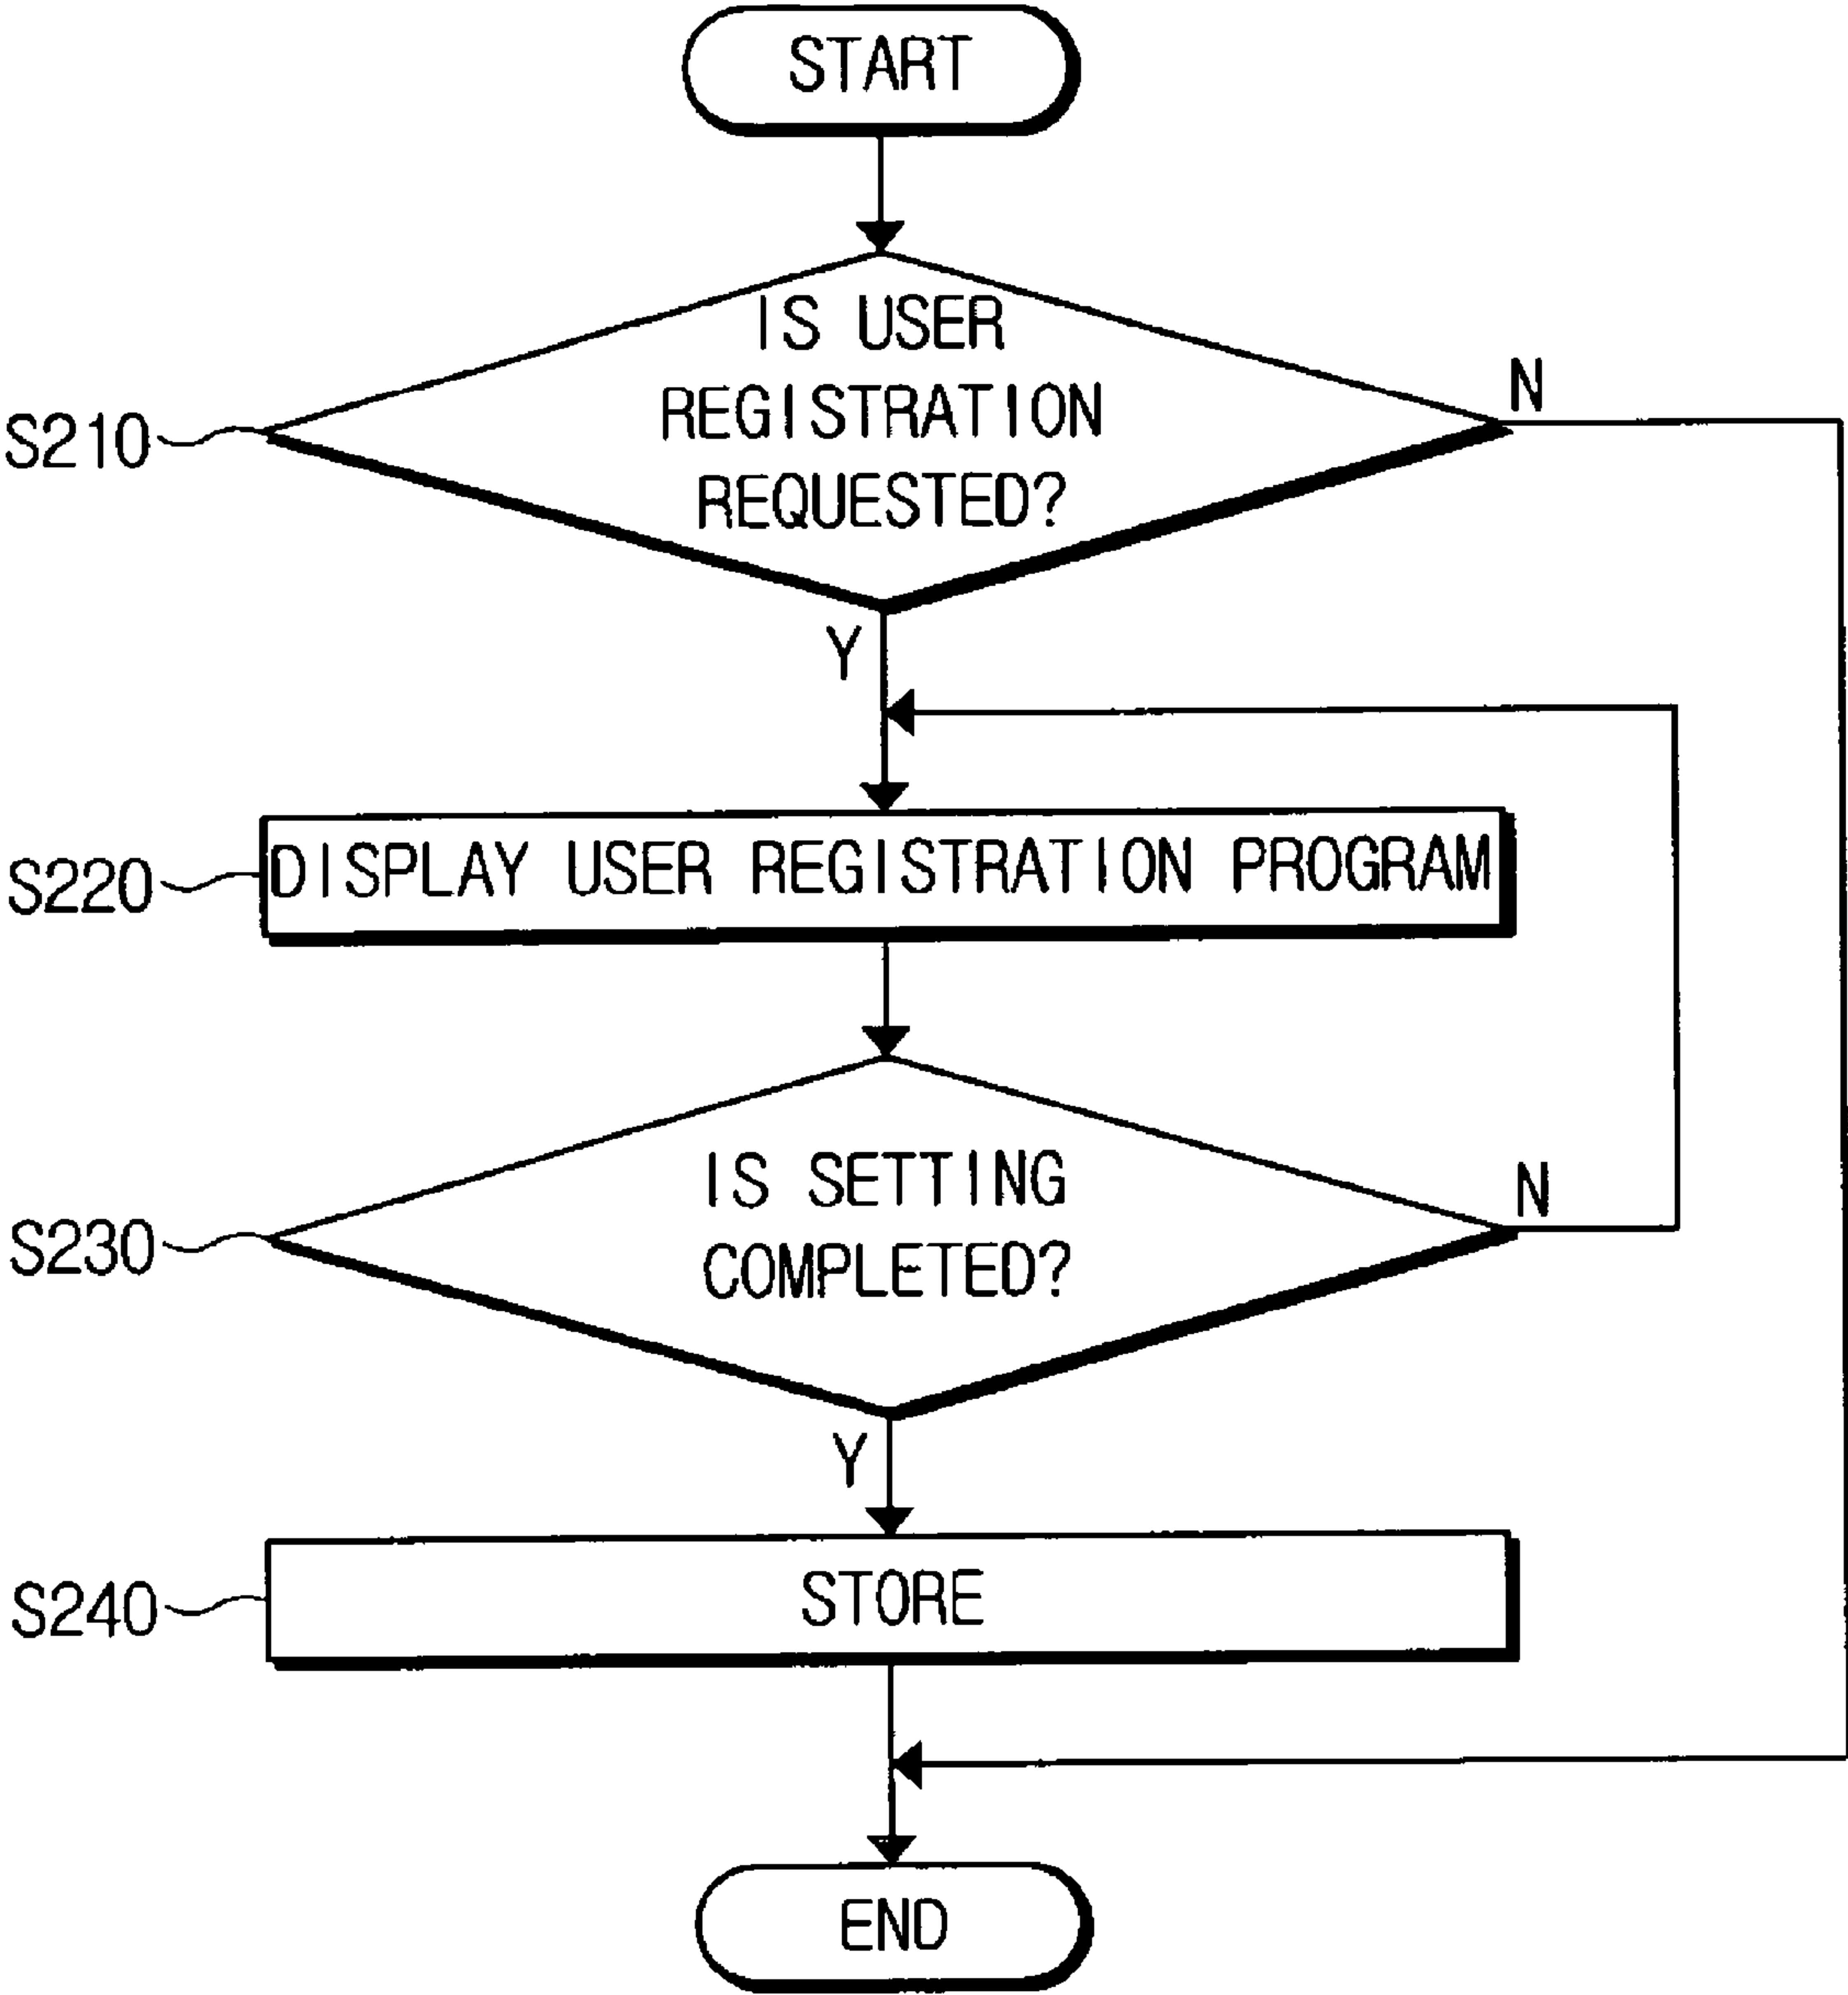 START
IS USER
REGISTRATION
REQUESTED?
N
S210
Y
S220
DISPLAY USER REGISTRATION PROGRAM
IS SETTING
COMPLETED?
N
S230
Y
S240
STORE
END